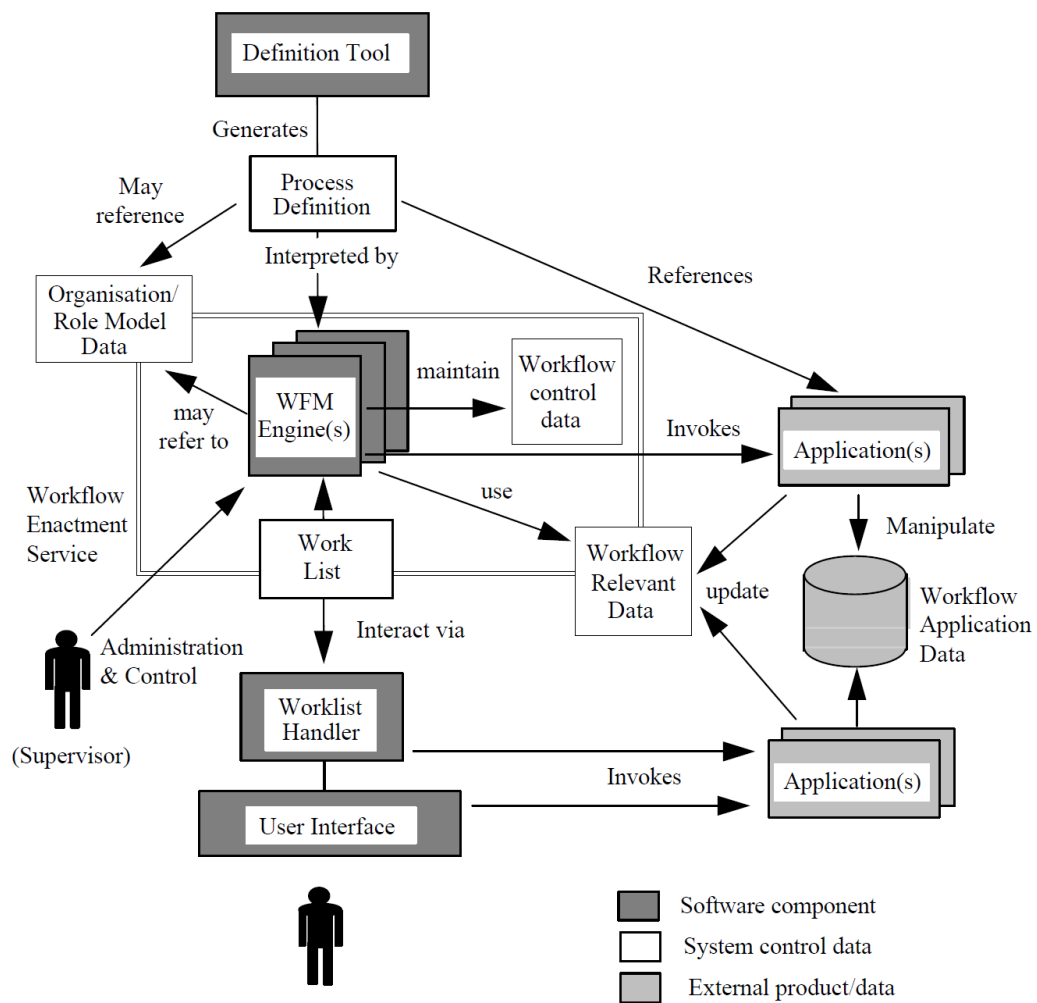 Definition Tool
Generates
Process
Definition
May
reference
Interpreted by
References
Organisation/
Role Model
Data
maintain
Workflow
control
data
WFM
Engine(s)
may
refer to
Invokes
Application(s)
use
Workflow
Enactment
Service
Work
List
Workflow
Relevant
Data
Manipulate
update
Workflow
Application
Data
Interact via
Administration
& Control
(Supervisor)
Worklist
Handler
Invokes
Application(s)
User Interface
Software component
System control data
External product/data